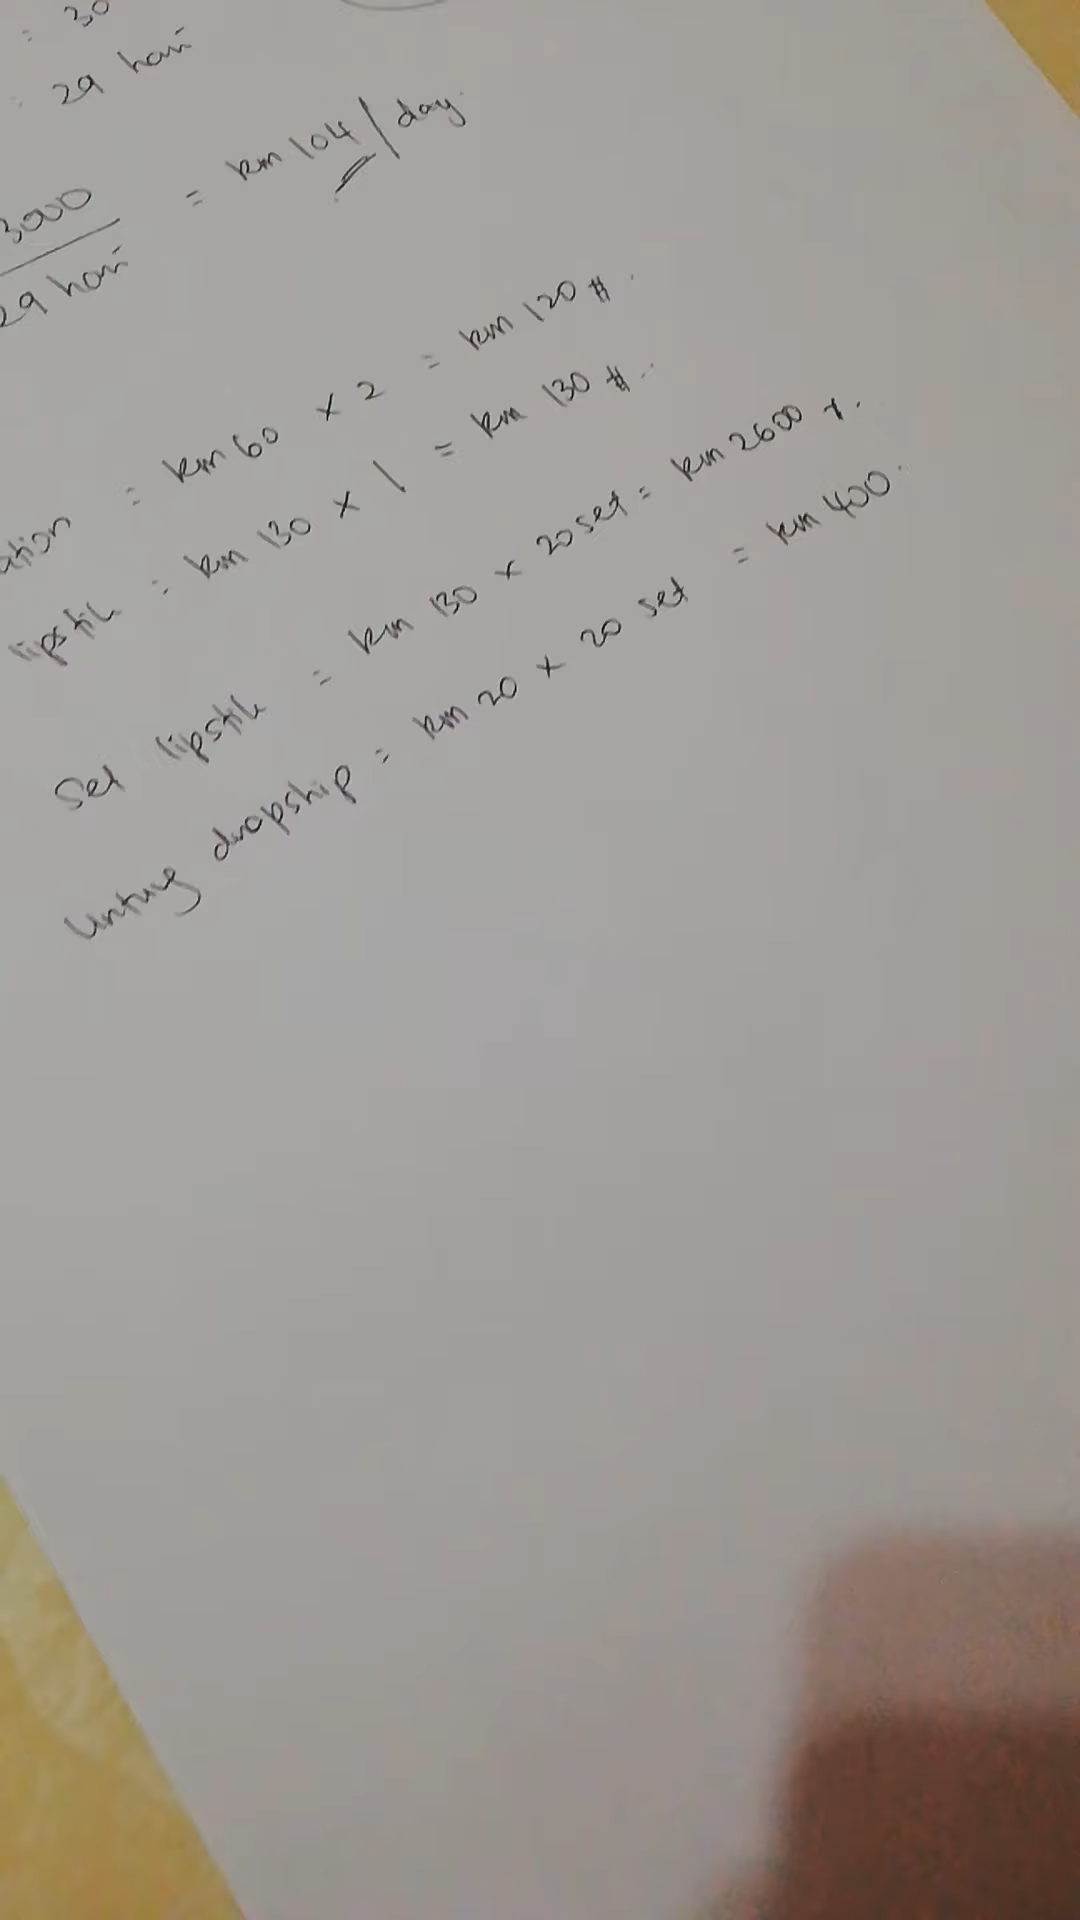 : 30
: 29 hari
3000 = RM 104/day.
29 hari
ation = RM 60 x 2 = RM 120 #.
lipstik = RM 130 x 1 = RM 130 #.
Set lipstik = RM 130 x 20 set = RM 2600 #.
Untung dropship = RM 20 x 20 set = RM 400.